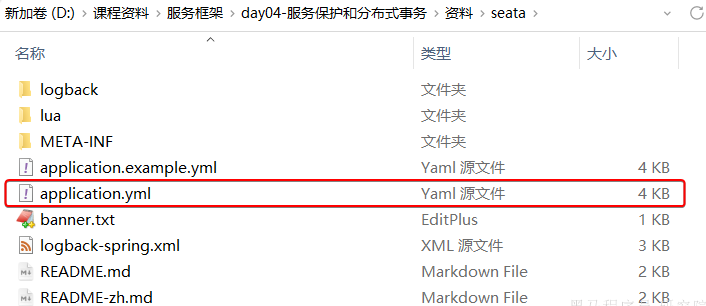 新加卷 (D:) > 课程资料 > 服务框架 > day04-服务保护和分布式事务 > 资料 > seata >
名称 类型 大小
logback 文件夹
lua 文件夹
META-INF 文件夹
application.example.yml Yaml 源文件 4 KB
application.yml Yaml 源文件 4 KB
banner.txt EditPlus 1 KB
logback-spring.xml XML 源文件 3 KB
README.md Markdown File 2 KB
README-zh.md Markdown File 2 KB